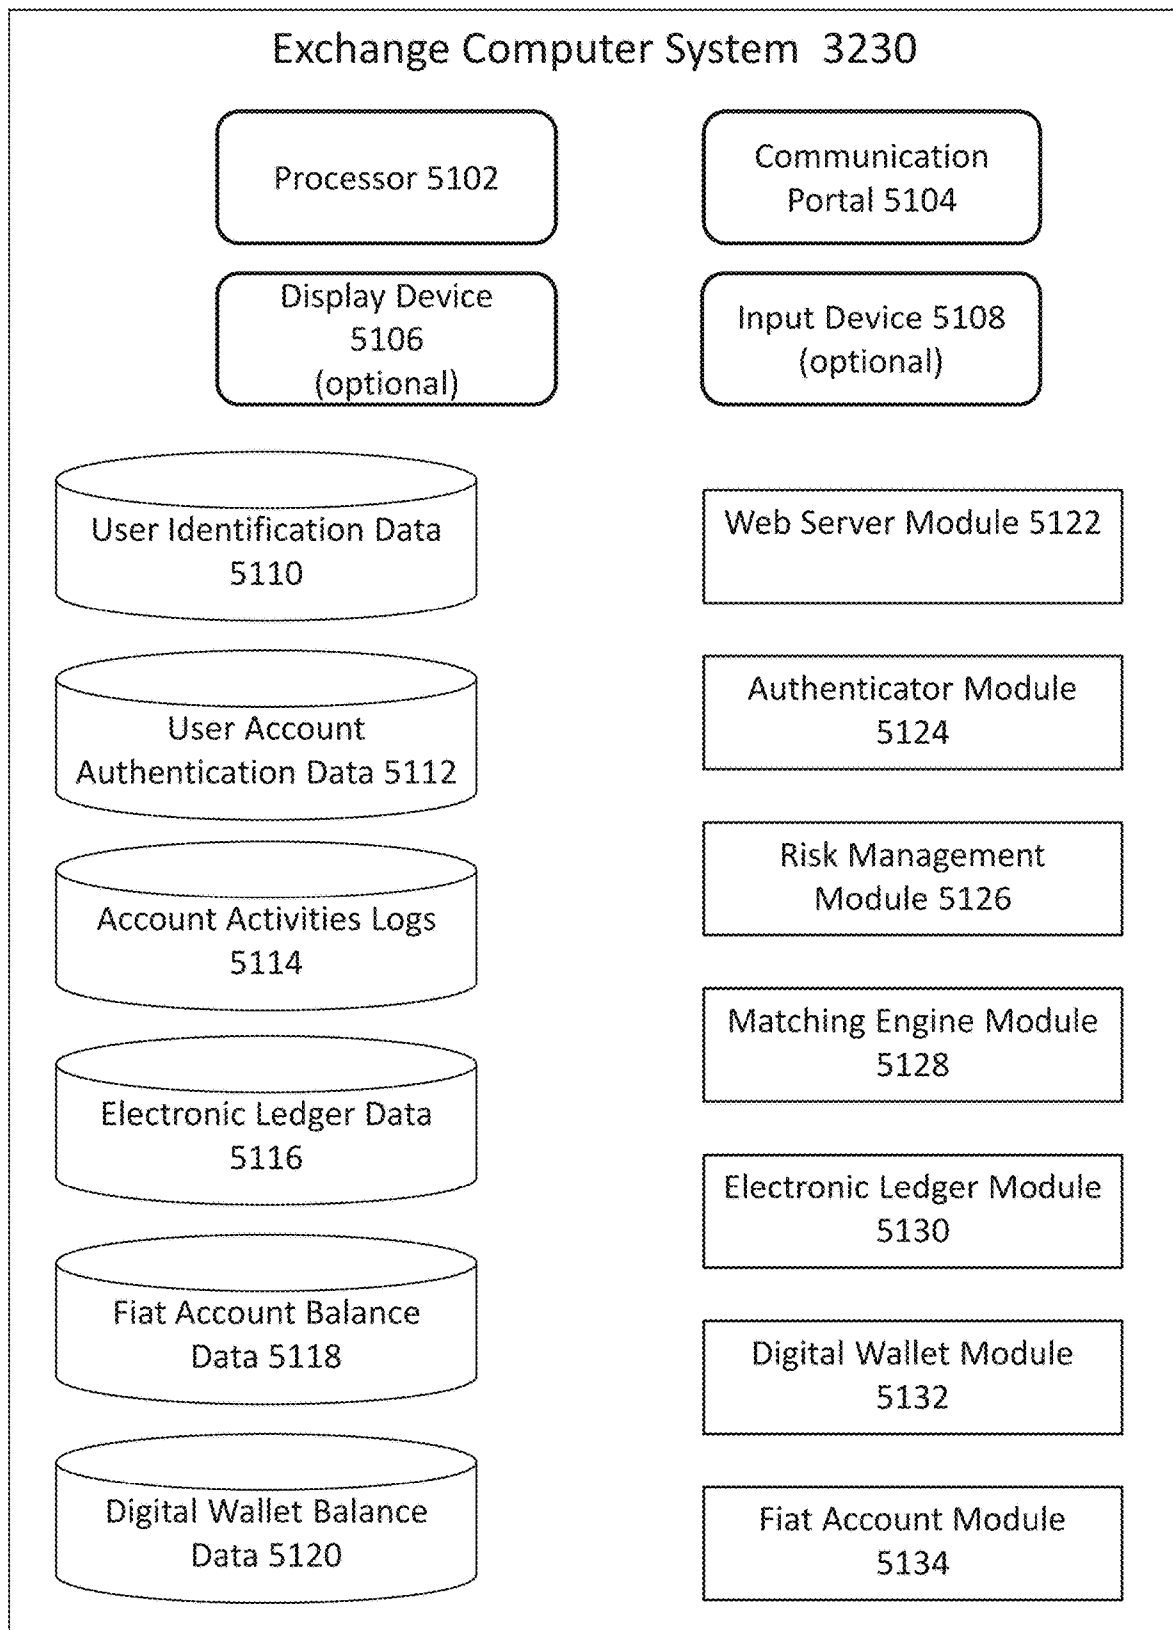 Exchange Computer System 3230
Processor 5102
Communication
Portal 5104
Display Device
5106
(optional)
Input Device 5108
(optional)
User Identification Data
5110
Web Server Module 5122
User Account
Authentication Data 5112
Authenticator Module
5124
Account Activities Logs
5114
Risk Management
Module 5126
Electronic Ledger Data
5116
Matching Engine Module
5128
Fiat Account Balance
Data 5118
Electronic Ledger Module
5130
Digital Wallet Balance
Data 5120
Digital Wallet Module
5132
Fiat Account Module
5134